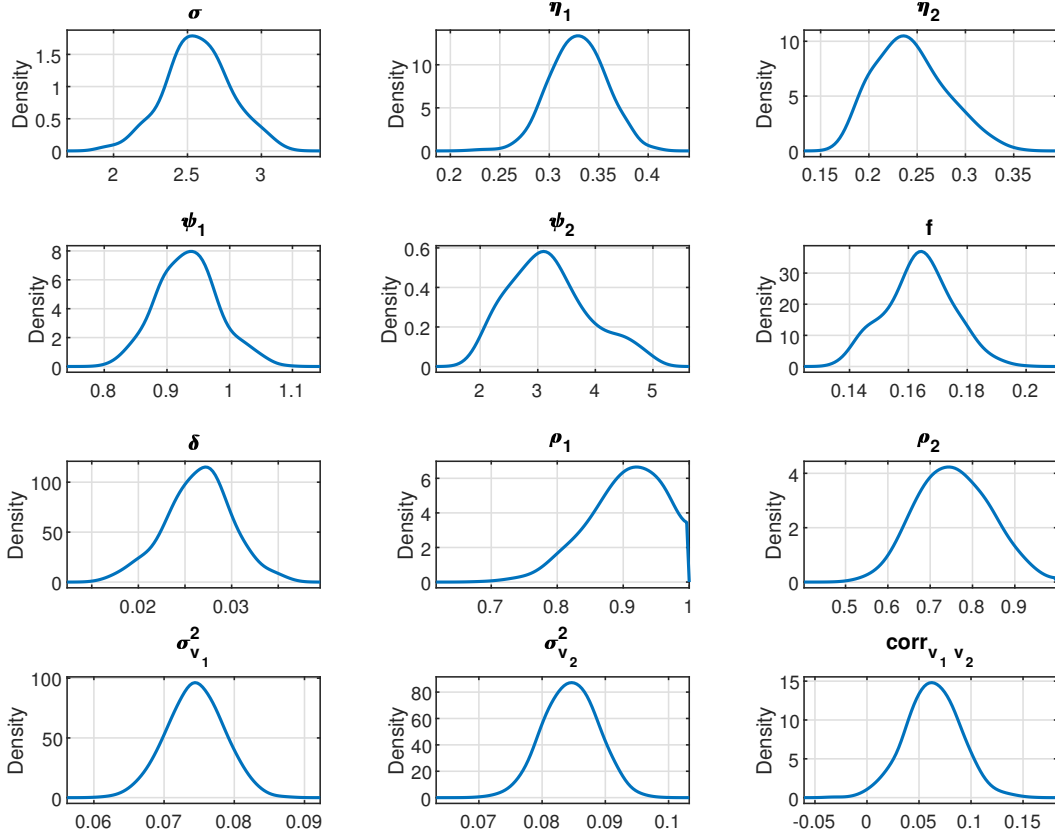 σ
Density
1.5
1
0.5
0
2 2.5 3
η1
Density
10
5
0
0.2 0.25 0.3 0.35 0.4
η2
Density
10
5
0
0.15 0.2 0.25 0.3 0.35
ψ1
Density
8
6
4
2
0
0.8 0.9 1 1.1
ψ2
Density
0.6
0.4
0.2
0
2 3 4 5
f
Density
30
20
10
0
0.14 0.16 0.18 0.2
δ
Density
100
50
0
0.02 0.03
ρ1
Density
6
4
2
0
0.7 0.8 0.9 1
ρ2
Density
4
2
0
0.5 0.6 0.7 0.8 0.9
σ²v1
Density
100
50
0
0.06 0.07 0.08 0.09
σ²v2
Density
80
60
40
20
0
0.07 0.08 0.09 0.1
corrv1 v2
Density
15
10
5
0
-0.05 0 0.05 0.1 0.15